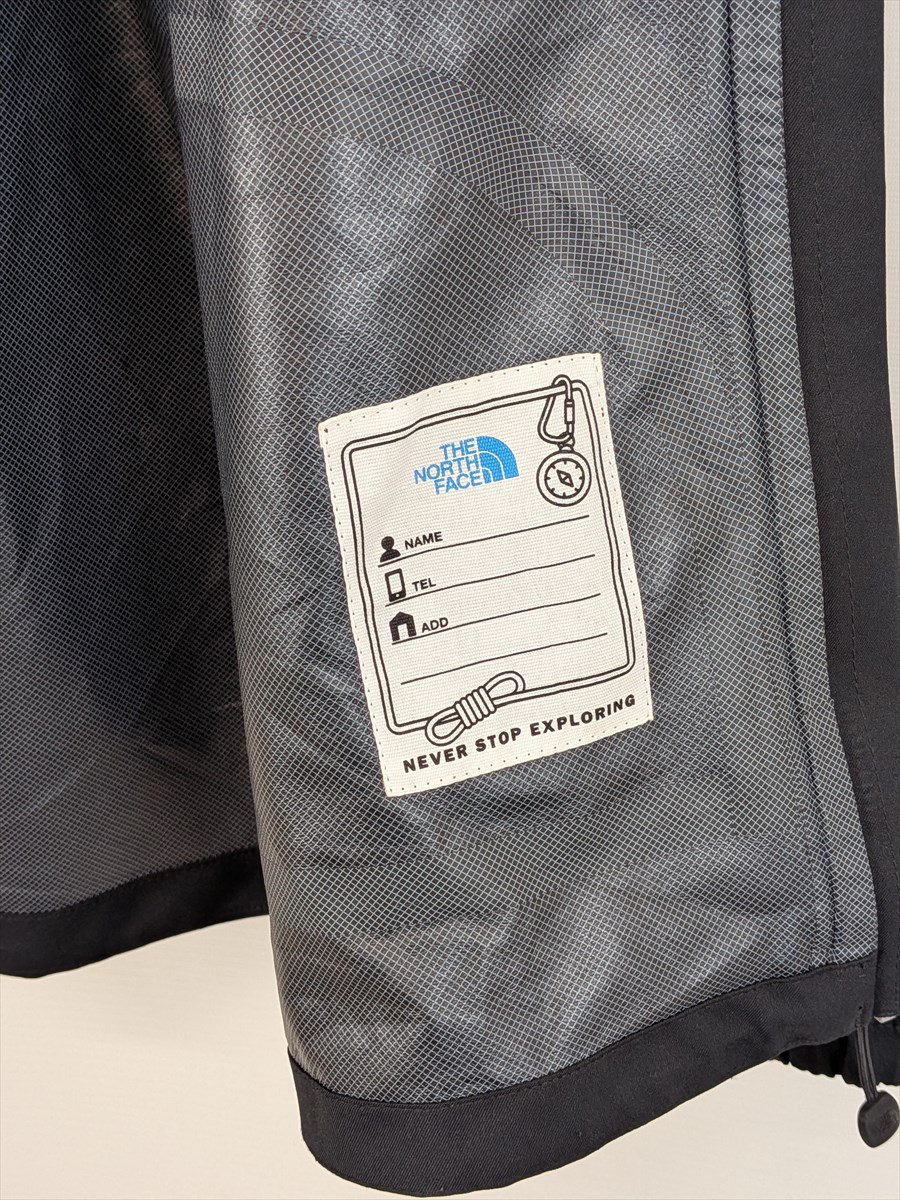 THE
NORTH
FACE
NAME
TEL
ADD
NEVER STOP EXPLORING